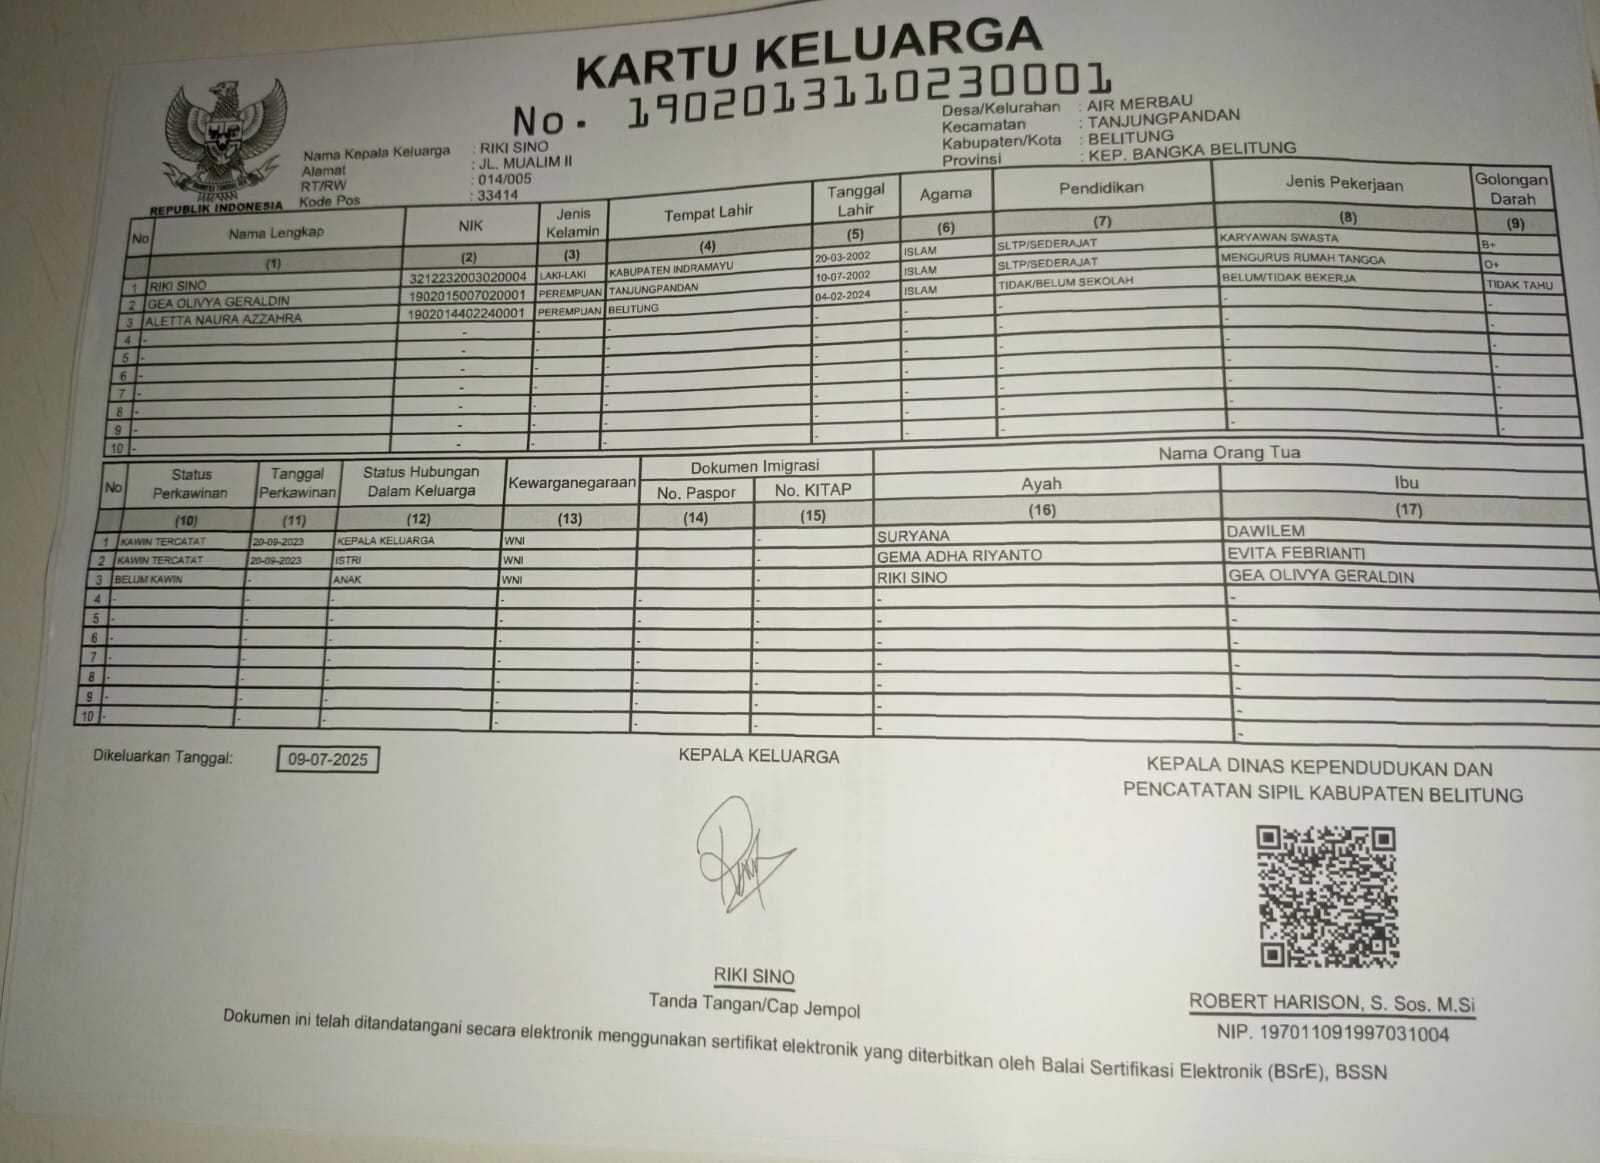 KARTU KELUARGA
No. 1902013110230001
REPUBLIK INDONESIA
Nama Kepala Keluarga : RIKI SINO
Alamat : JL. MUALIM II
RT/RW : 014/005
Kode Pos : 33414
Desa/Kelurahan : AIR MERBAU
Kecamatan : TANJUNGPANDAN
Kabupaten/Kota : BELITUNG
Provinsi : KEP. BANGKA BELITUNG
No Nama Lengkap NIK Jenis Kelamin Tempat Lahir Tanggal Lahir Agama Pendidikan Jenis Pekerjaan Golongan Darah
(1) (2) (3) (4) (5) (6) (7) (8) (9)
1 RIKI SINO 3212232003020004 LAKI-LAKI KABUPATEN INDRAMAYU 20-03-2002 ISLAM SLTP/SEDERAJAT KARYAWAN SWASTA B+
2 GEA OLIVYA GERALDIN 1902015007020001 PEREMPUAN TANJUNGPANDAN 10-07-2002 ISLAM SLTP/SEDERAJAT MENGURUS RUMAH TANGGA O+
3 ALETTA NAURA AZZAHRA 1902014402240001 PEREMPUAN BELITUNG 04-02-2024 ISLAM TIDAK/BELUM SEKOLAH BELUM/TIDAK BEKERJA TIDAK TAHU
4 - - - - - - - - -
5 - - - - - - - - -
6 - - - - - - - - -
7 - - - - - - - - -
8 - - - - - - - - -
9 - - - - - - - - -
10 - - - - - - - - -
No Status Perkawinan Tanggal Perkawinan Status Hubungan Dalam Keluarga Kewarganegaraan Dokumen Imigrasi Nama Orang Tua
No. Paspor No. KITAP Ayah Ibu
(10) (11) (12) (13) (14) (15) (16) (17)
1 KAWIN TERCATAT 20-09-2023 KEPALA KELUARGA WNI - SURYANA DAWILEM
2 KAWIN TERCATAT 20-09-2023 ISTRI WNI - GEMA ADHA RIYANTO EVITA FEBRIANTI
3 BELUM KAWIN - ANAK WNI - RIKI SINO GEA OLIVYA GERALDIN
4 - - - - - - - -
5 - - - - - - - -
6 - - - - - - - -
7 - - - - - - - -
8 - - - - - - - -
9 - - - - - - - -
10 - - - - - - - -
Dikeluarkan Tanggal: 09-07-2025
KEPALA KELUARGA
RIKI SINO
Tanda Tangan/Cap Jempol
KEPALA DINAS KEPENDUDUKAN DAN
PENCATATAN SIPIL KABUPATEN BELITUNG
ROBERT HARISON, S. Sos. M.Si
NIP. 197011091997031004
Dokumen ini telah ditandatangani secara elektronik menggunakan sertifikat elektronik yang diterbitkan oleh Balai Sertifikasi Elektronik (BSrE), BSSN